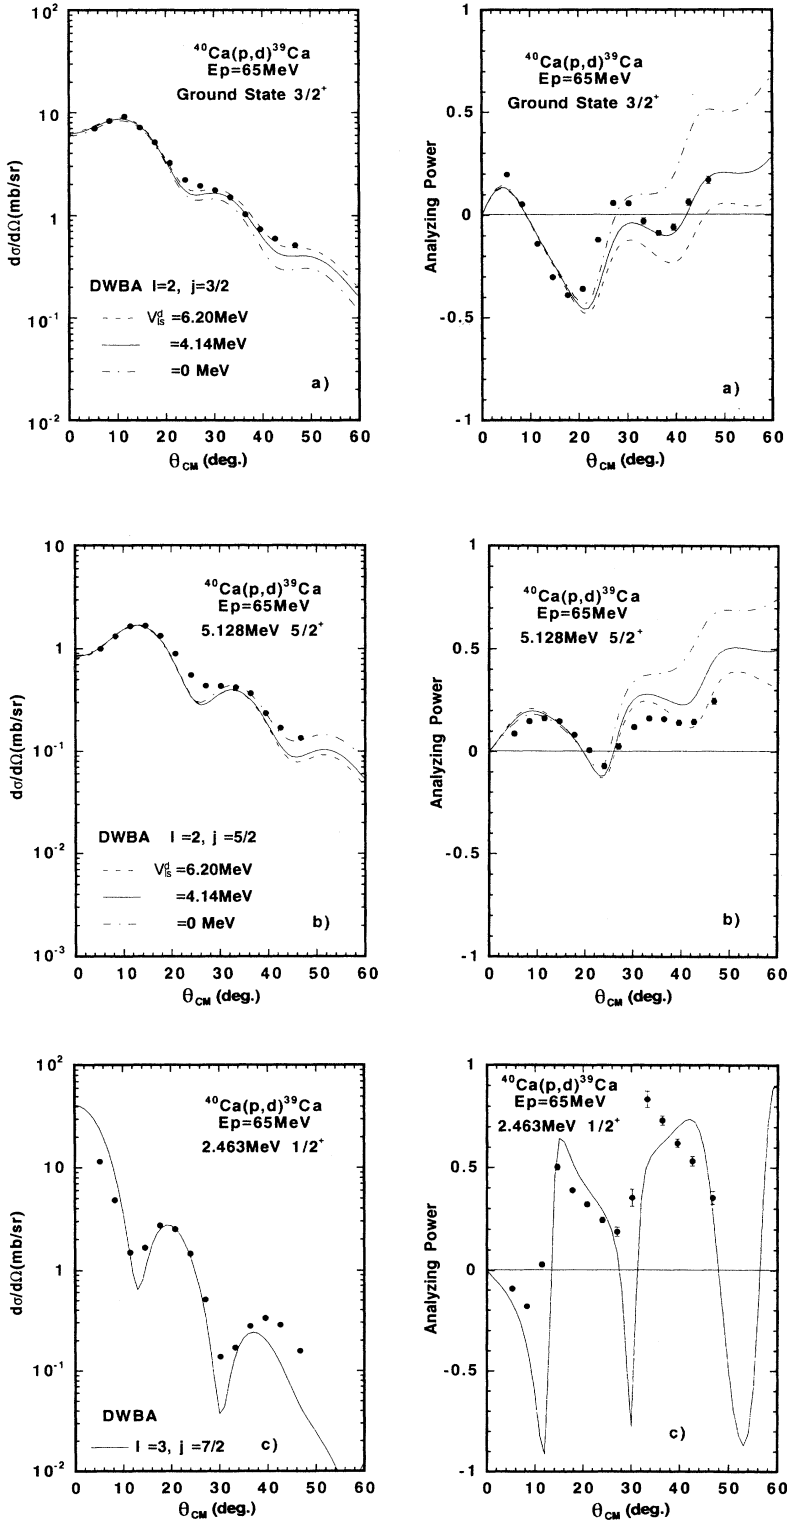 10²
10
1
10⁻¹
10⁻²
dσ/dΩ(mb/sr)
⁴⁰Ca(p,d)³⁹Ca
Ep=65MeV
Ground State 3/2⁺
DWBA l=2, j=3/2
V^d_ls =6.20MeV
=4.14MeV
=0 MeV
a)
0 10 20 30 40 50 60
θ_CM (deg.)
1
0.5
0
-0.5
-1
Analyzing Power
⁴⁰Ca(p,d)³⁹Ca
Ep=65MeV
Ground State 3/2⁺
a)
0 10 20 30 40 50 60
θ_CM (deg.)
10
1
10⁻¹
10⁻²
10⁻³
dσ/dΩ(mb/sr)
⁴⁰Ca(p,d)³⁹Ca
Ep=65MeV
5.128MeV 5/2⁺
DWBA l =2, j =5/2
V^d_ls =6.20MeV
=4.14MeV
=0 MeV
b)
0 10 20 30 40 50 60
θ_CM (deg.)
1
0.5
0
-0.5
-1
Analyzing Power
⁴⁰Ca(p,d)³⁹Ca
Ep=65MeV
5.128MeV 5/2⁺
b)
0 10 20 30 40 50 60
θ_CM (deg.)
10²
10
1
10⁻¹
10⁻²
dσ/dΩ(mb/sr)
⁴⁰Ca(p,d)³⁹Ca
Ep=65MeV
2.463MeV 1/2⁺
DWBA
l =3, j =7/2
c)
0 10 20 30 40 50 60
θ_CM (deg.)
1
0.5
0
-0.5
-1
Analyzing Power
⁴⁰Ca(p,d)³⁹Ca
Ep=65MeV
2.463MeV 1/2⁺
c)
0 10 20 30 40 50 60
θ_CM (deg.)